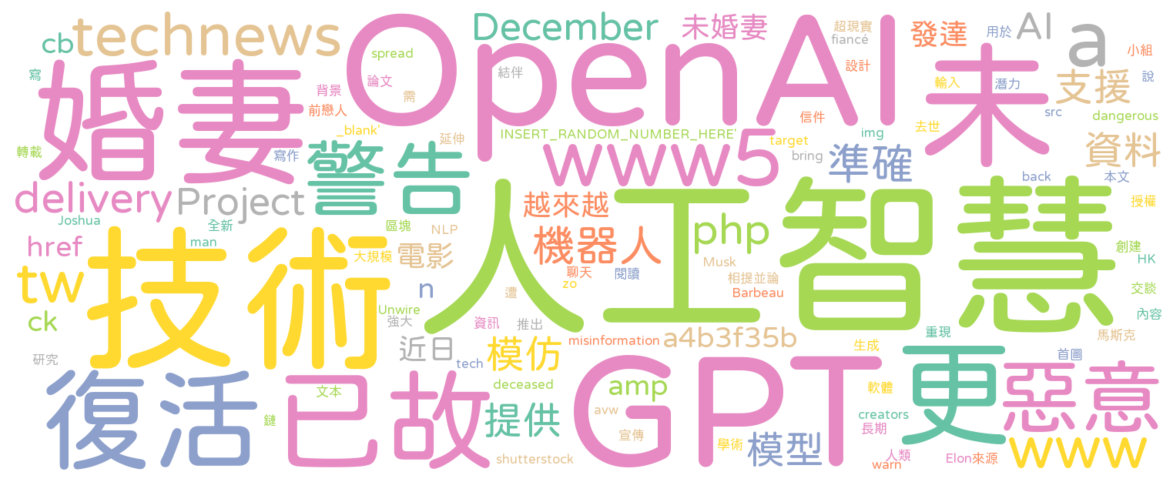 technews
cb
OpenAI
December
未婚妻
超現實
fiancé
發達
用於
AI
a
小組
說
寫
spread
結伴
論文
背景
需
前戀人
設計
輸入
潛力
支援
婚妻
未
_blank'
延伸
INSERT_RANDOM_NUMBER_HERE'
信件
img
target
去世
src
dangerous
轉載
寫作
警告
www5
bring
準確
資料
back
本文
delivery
Project
Joshua
全新
區塊
NLP
越來越
人工智慧
授權
man
href
技術
大規模
電影
機器人
php
Musk
聊天
閱讀
相提並論
創建
HK
tw
n
遭
zo
Barbeau
交談
ck
Unwire
強大
資訊
推出
內容
近日
misinformation
a4b3f35b
重現
馬斯克
研究
tech
模仿
生成
更
首圖
復活
已故
文本
deceased
amp
GPT
軟體
惡意
鏈
提供
avw
宣傳
creators
長期
學術
模型
www
shutterstock
人類
warn
Elon
來源